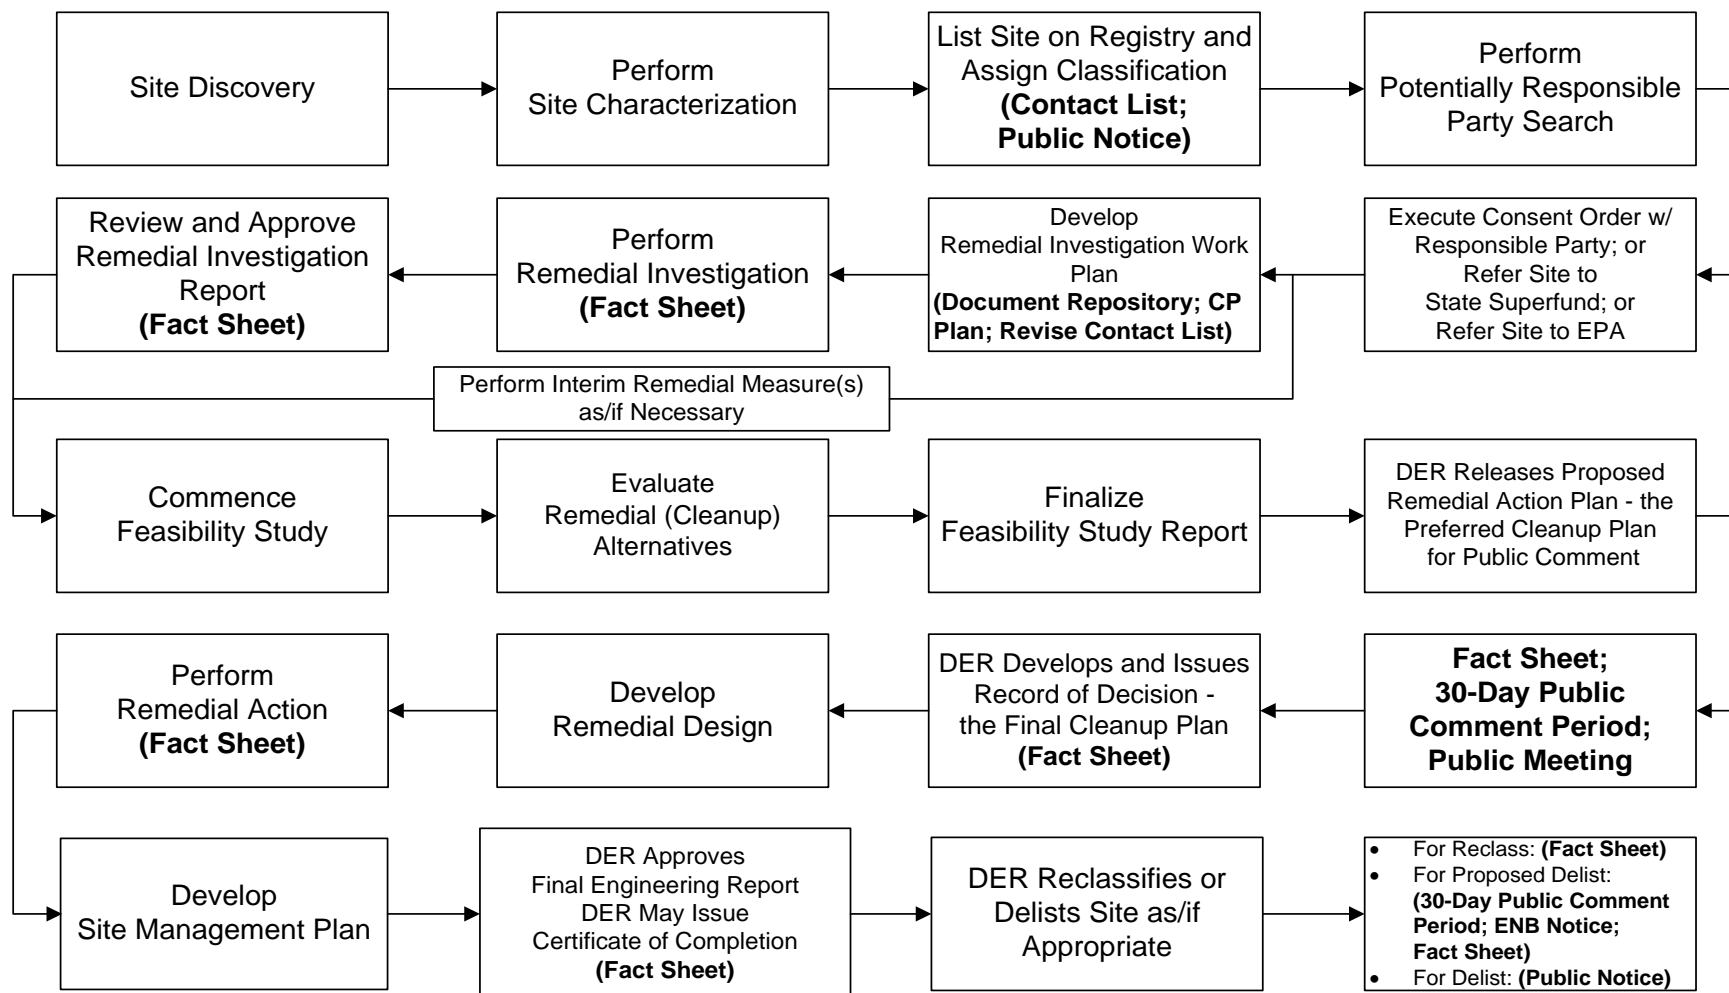 Site Discovery
Perform
Site Characterization
List Site on Registry and
Assign Classification
(Contact List;
Public Notice)
Perform
Potentially Responsible
Party Search
Review and Approve
Remedial Investigation
Report
(Fact Sheet)
Perform
Remedial Investigation
(Fact Sheet)
Develop
Remedial Investigation Work
Plan
(Document Repository; CP
Plan; Revise Contact List)
Execute Consent Order w/
Responsible Party; or
Refer Site to
State Superfund; or
Refer Site to EPA
Perform Interim Remedial Measure(s)
as/if Necessary
Commence
Feasibility Study
Evaluate
Remedial (Cleanup)
Alternatives
Finalize
Feasibility Study Report
DER Releases Proposed
Remedial Action Plan - the
Preferred Cleanup Plan
for Public Comment
Perform
Remedial Action
(Fact Sheet)
Develop
Remedial Design
DER Develops and Issues
Record of Decision -
the Final Cleanup Plan
(Fact Sheet)
Fact Sheet;
30-Day Public
Comment Period;
Public Meeting
Develop
Site Management Plan
DER Approves
Final Engineering Report
DER May Issue
Certificate of Completion
(Fact Sheet)
DER Reclassifies or
Delists Site as/if
Appropriate
• For Reclass: (Fact Sheet)
• For Proposed Delist:
(30-Day Public Comment
Period; ENB Notice;
Fact Sheet)
• For Delist: (Public Notice)